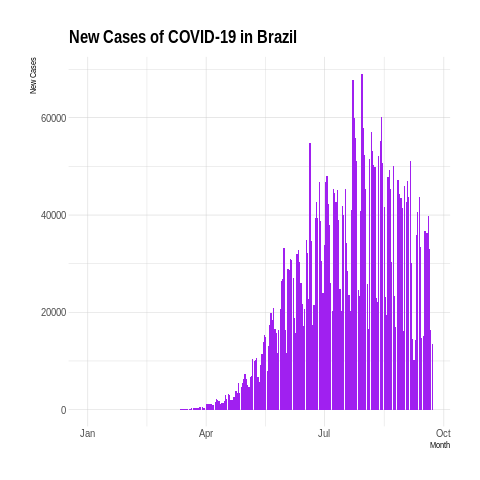 New Cases of COVID-19 in Brazil
New Cases
60000
40000
20000
0
Jan Apr Jul Oct
Month